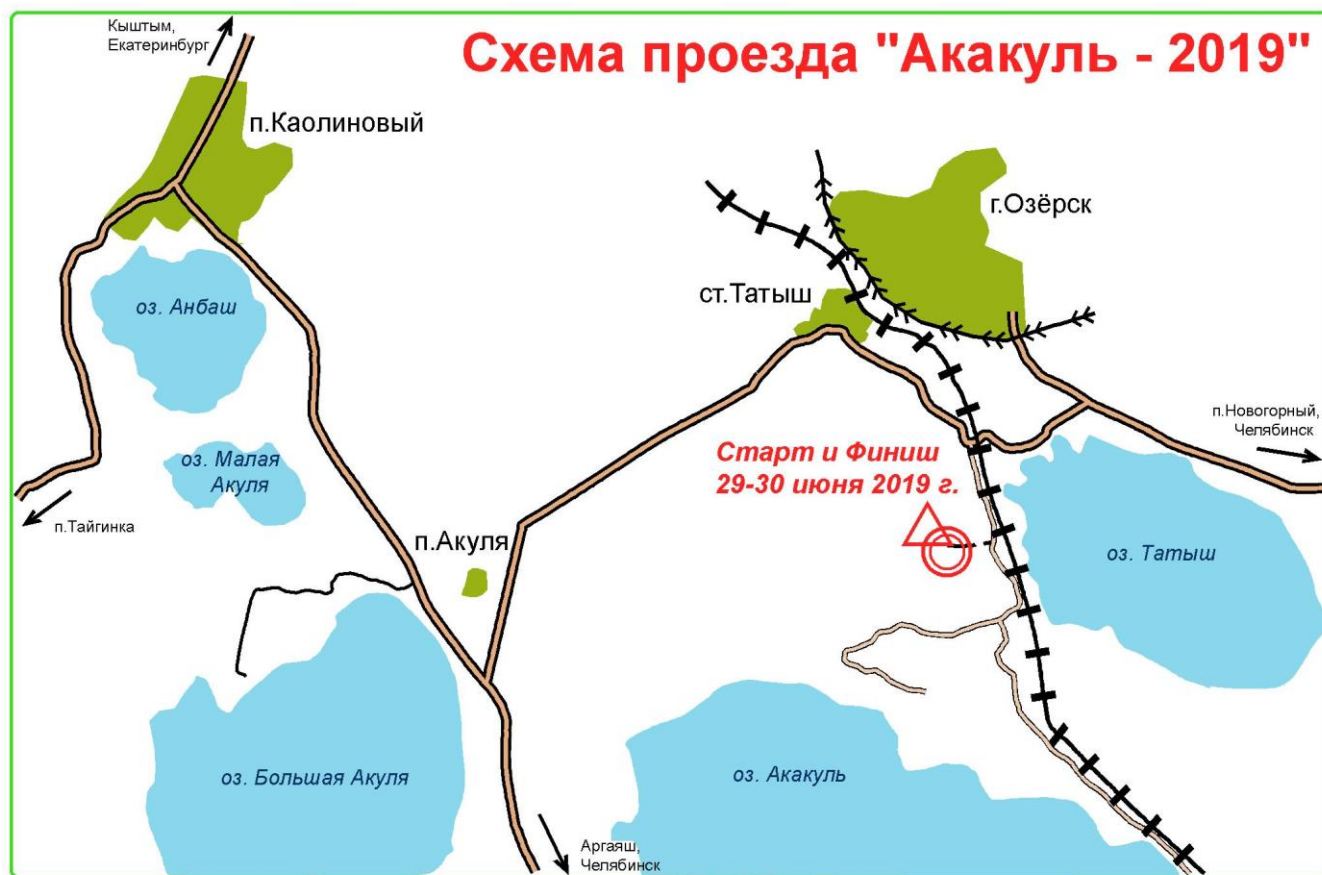 Кыштым,
Екатеринбург
Схема проезда "Акакуль - 2019"
п.Каолиновый
г.Озёрск
ст.Татыш
оз. Анбаш
п.Новогорный,
Челябинск
Старт и Финиш
29-30 июня 2019 г.
оз. Малая
Акуля
п.Тайгинка
п.Акуля
оз. Татыш
оз. Большая Акуля
оз. Акакуль
Аргаяш,
Челябинск